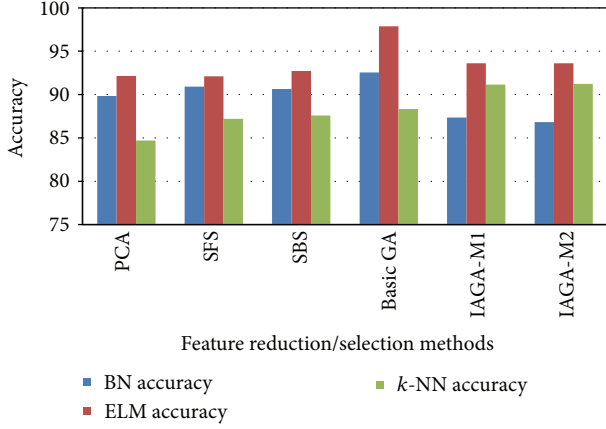 Accuracy
100
95
90
85
80
75
PCA
SFS
SBS
Basic GA
IAGA-M1
IAGA-M2
Feature reduction/selection methods
BN accuracy
ELM accuracy
k-NN accuracy